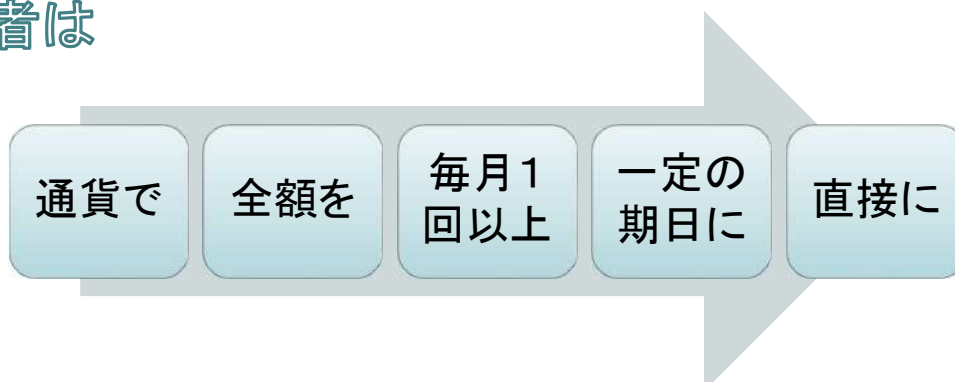 者は
通貨で
全額を
毎月１
回以上
一定の
期日に
直接に